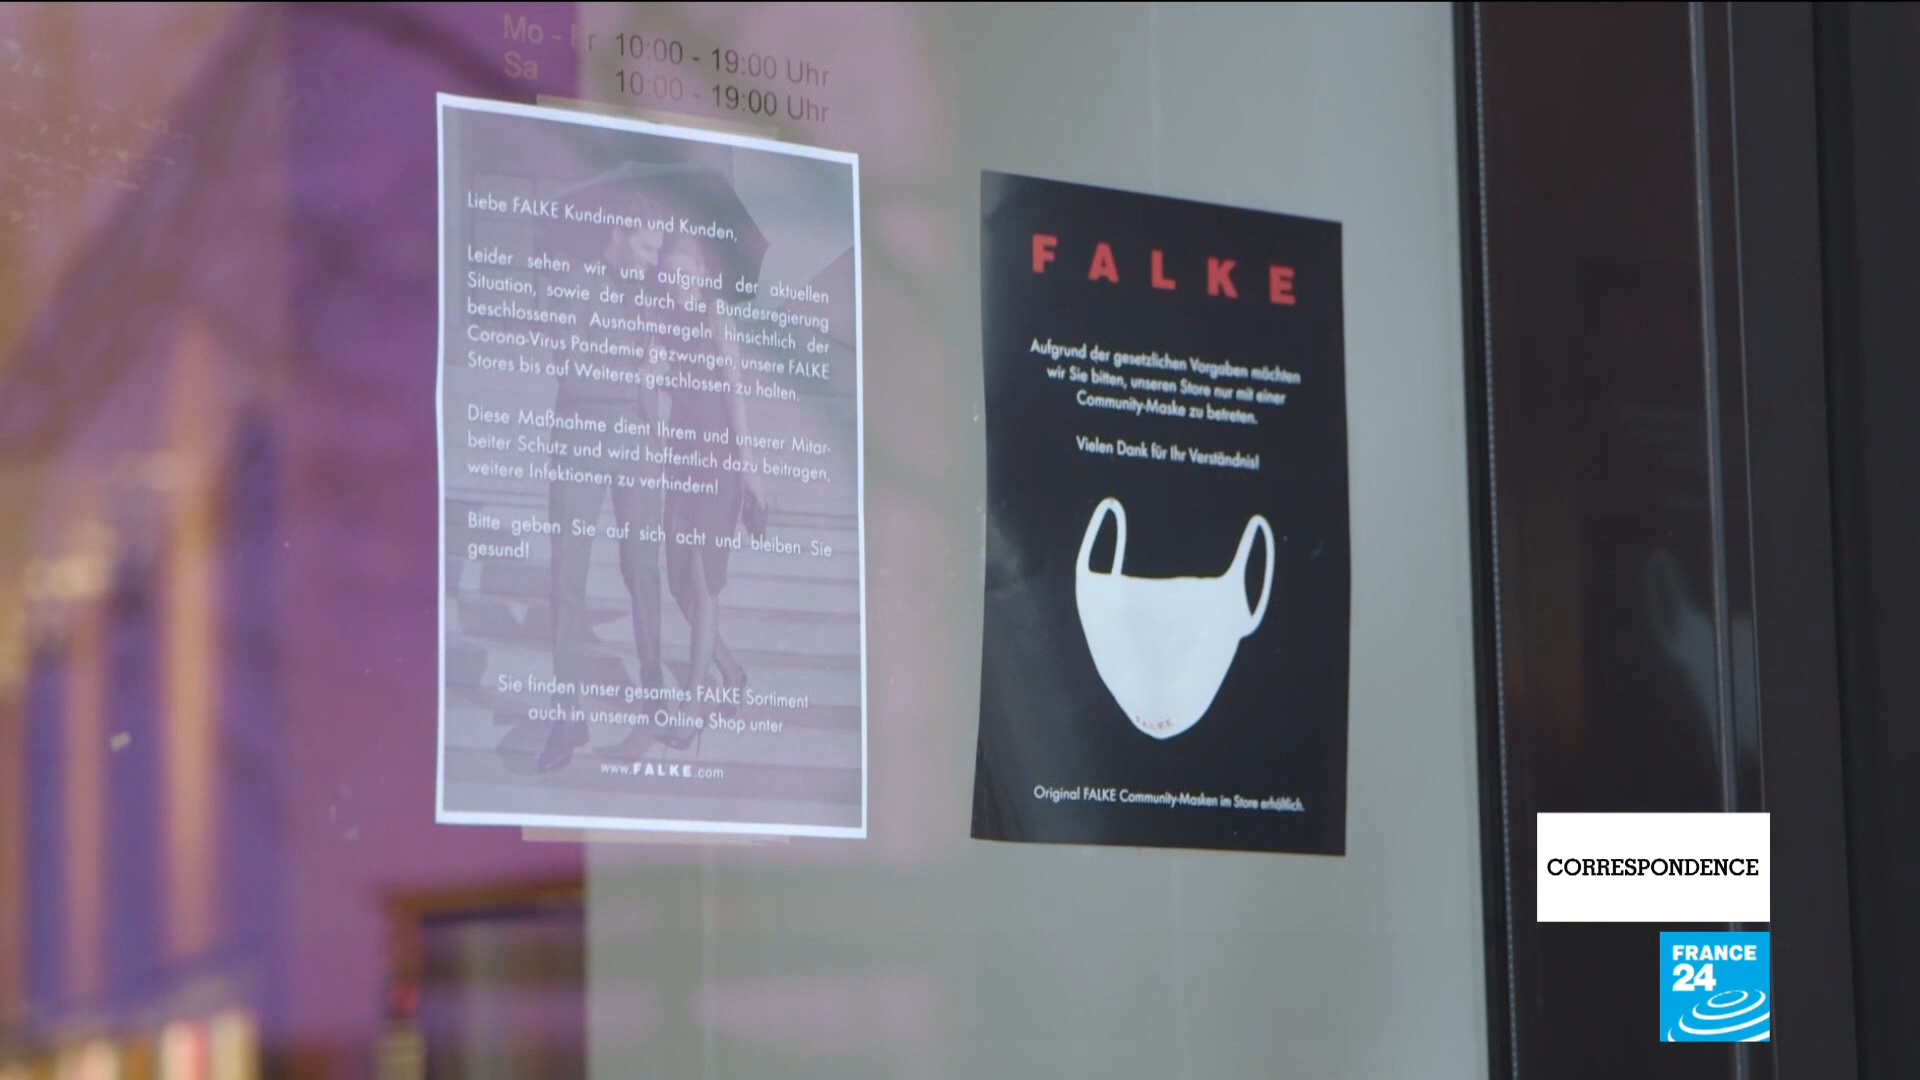 Mo - Fr 10:00 - 19:00 Uhr
Sa 10:00 - 19:00 Uhr
Liebe FALKE Kundinnen und Kunden,
Leider sehen wir uns aufgrund der aktuellen
Situation, sowie der durch die Bundesregierung
beschlossenen Ausnahmeregeln hinsichtlich der
Corona-Virus Pandemie gezwungen, unsere FALKE
Stores bis auf Weiteres geschlossen zu halten.
Diese Maßnahme dient Ihrem und unserer Mitar-
beiter Schutz und wird hoffentlich dazu beitragen,
weitere Infektionen zu verhindern!
Bitte geben Sie auf sich acht und bleiben Sie
gesund!
Sie finden unser gesamtes FALKE Sortiment
auch in unserem Online Shop unter
www.FALKE.com
FALKE
Aufgrund der gesetzlichen Vorgaben möchten
wir Sie bitten, unseren Store nur mit einer
Community-Maske zu betreten.
Vielen Dank für Ihr Verständnis!
FALKE
Original FALKE Community-Masken im Store erhältlich.
CORRESPONDENCE
FRANCE
24